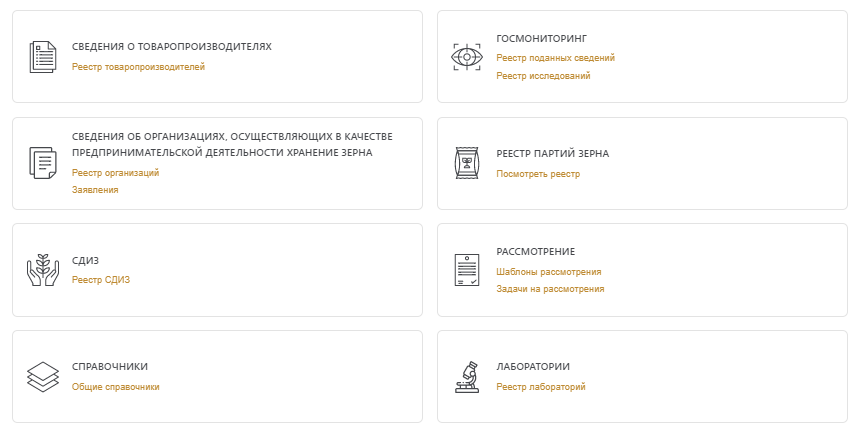 СВЕДЕНИЯ О ТОВАРОПРОИЗВОДИТЕЛЯХ
Реестр товаропроизводителей
ГОСМОНИТОРИНГ
Реестр поданных сведений
Реестр исследований
СВЕДЕНИЯ ОБ ОРГАНИЗАЦИЯХ, ОСУЩЕСТВЛЯЮЩИХ В КАЧЕСТВЕ
ПРЕДПРИНИМАТЕЛЬСКОЙ ДЕЯТЕЛЬНОСТИ ХРАНЕНИЕ ЗЕРНА
Реестр организаций
Заявления
РЕЕСТР ПАРТИЙ ЗЕРНА
Посмотреть реестр
СДИЗ
Реестр СДИЗ
РАССМОТРЕНИЕ
Шаблоны рассмотрения
Задачи на рассмотрения
СПРАВОЧНИКИ
Общие справочники
ЛАБОРАТОРИИ
Реестр лабораторий